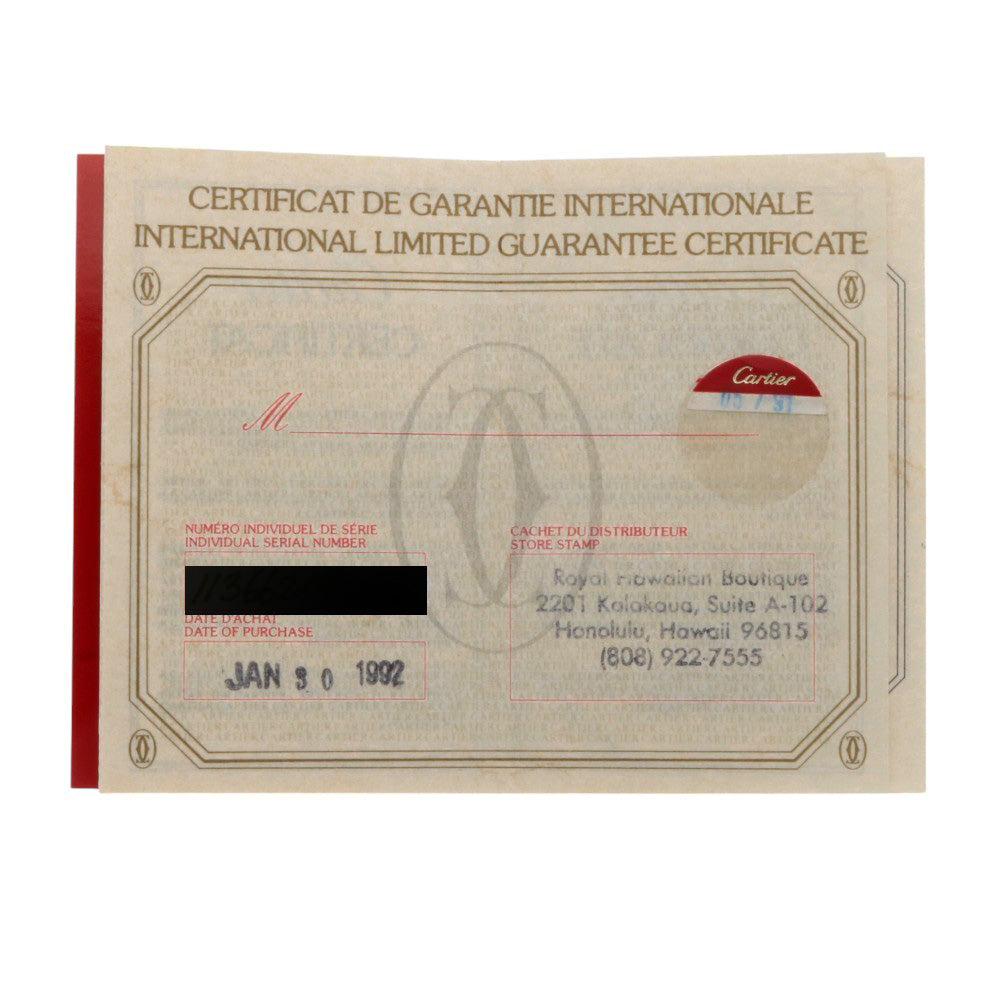 CERTIFICAT DE GARANTIE INTERNATIONALE
INTERNATIONAL LIMITED GUARANTEE CERTIFICATE
Cartier
05 / 91
M
NUMÉRO INDIVIDUEL DE SÉRIE
INDIVIDUAL SERIAL NUMBER
CACHET DU DISTRIBUTEUR
STORE STAMP
DATE D'ACHAT
DATE OF PURCHASE
JAN 30 1992
Royal Hawaiian Boutique
2201 Kalakaua, Suite A-102
Honolulu, Hawaii 96815
(808) 922-7555